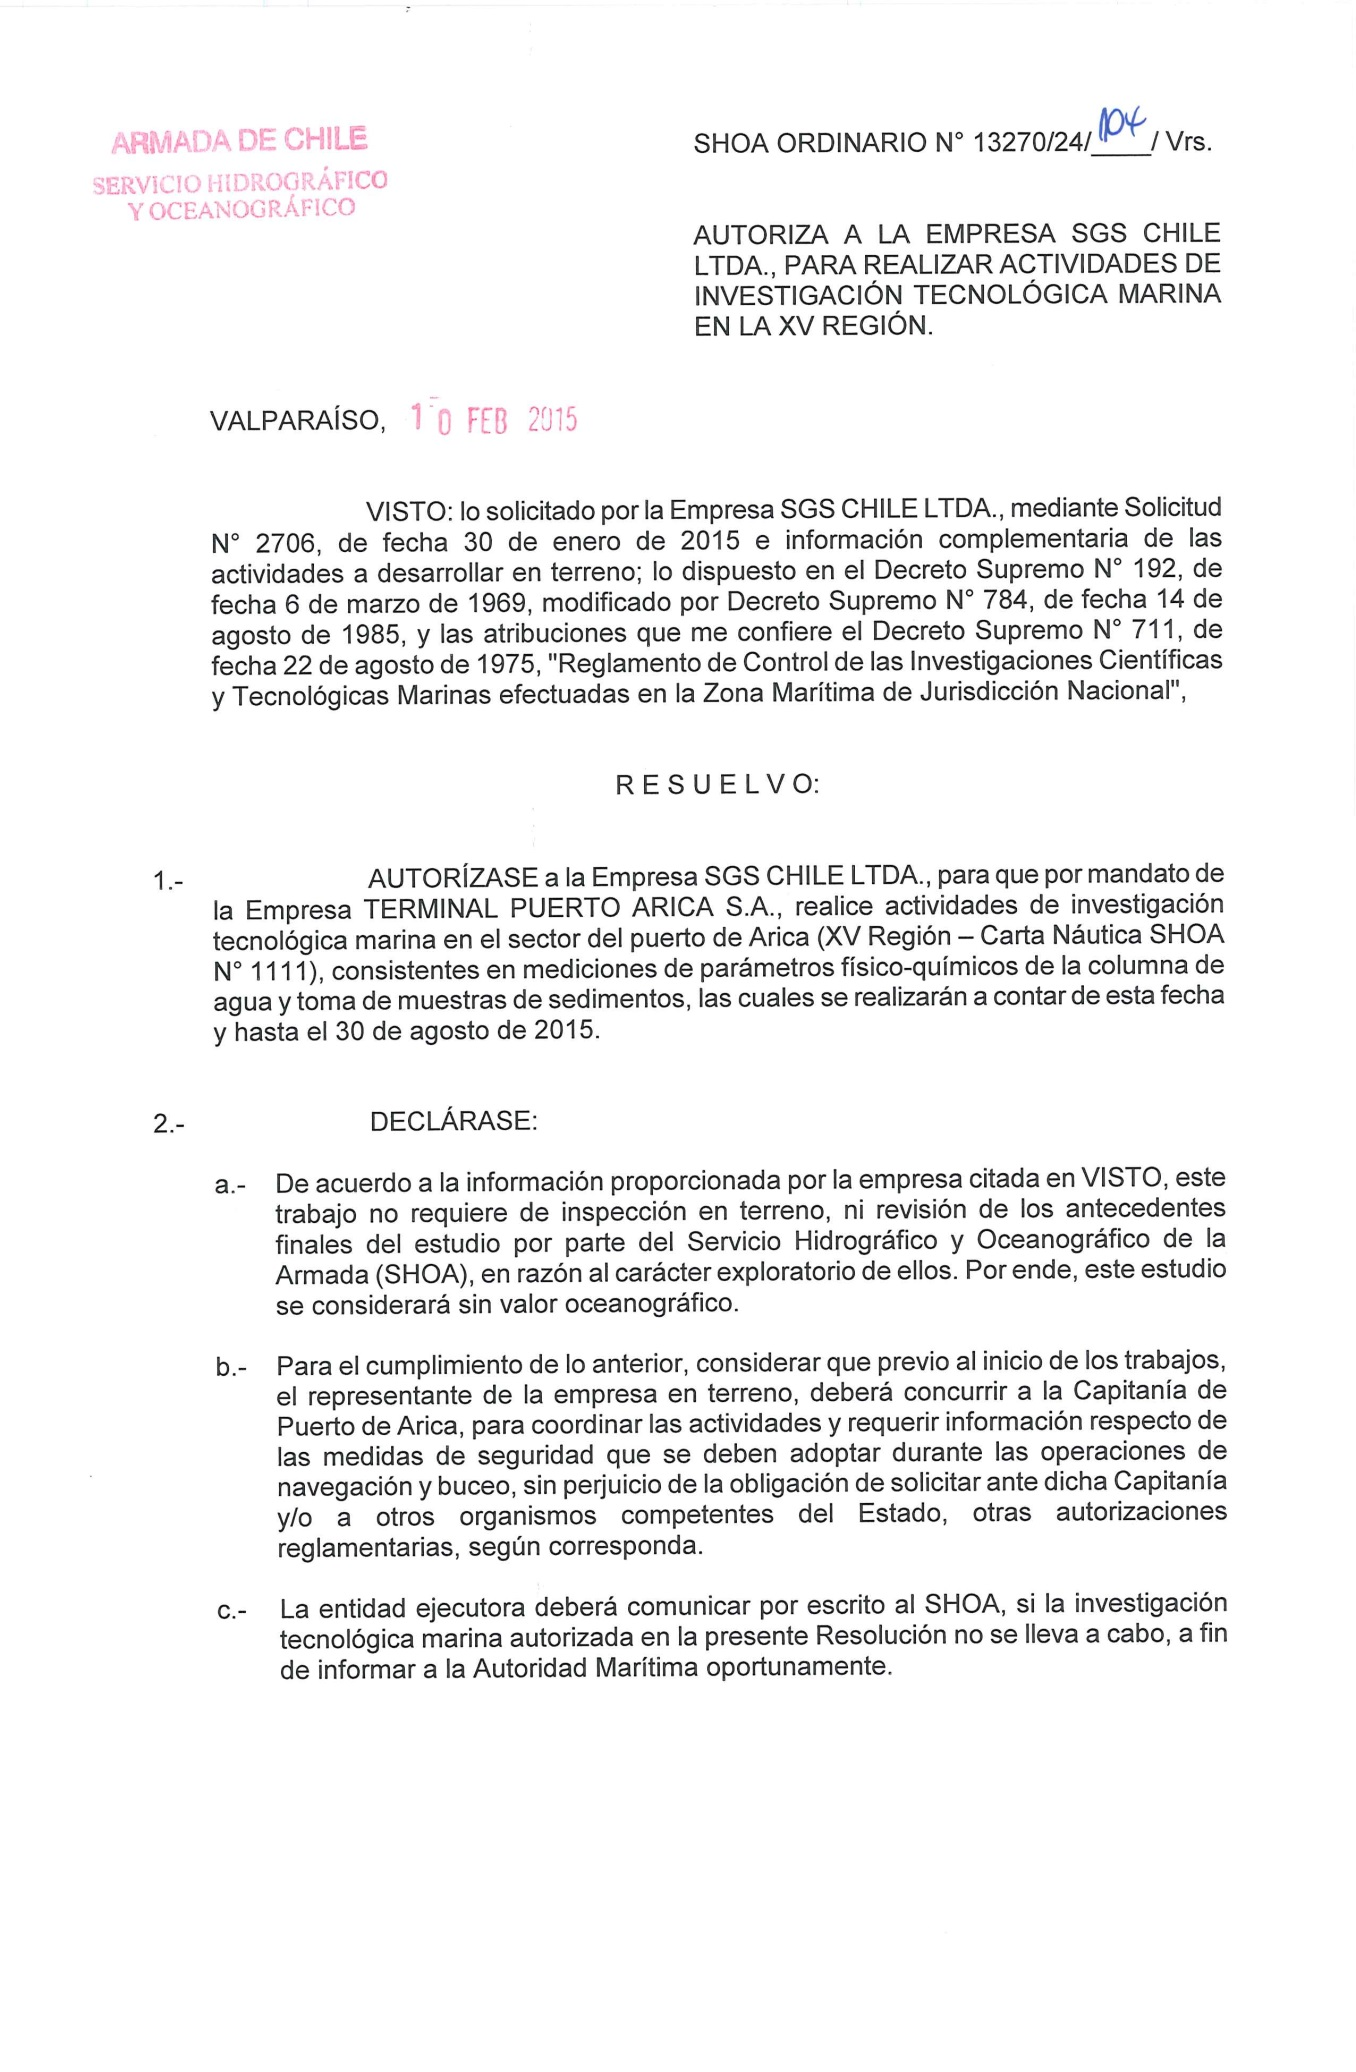 ARMADA DE CHILE
SERVICIO HIDROGRÁFICO
Y OCEANOGRÁFICO
SHOA ORDINARIO N° 13270/24/104/ Vrs.
AUTORIZA A LA EMPRESA SGS CHILE
LTDA., PARA REALIZAR ACTIVIDADES DE
INVESTIGACIÓN TECNOLÓGICA MARINA
EN LA XV REGIÓN.
VALPARAÍSO, 10 FEB 2015
VISTO: lo solicitado por la Empresa SGS CHILE LTDA., mediante Solicitud
N° 2706, de fecha 30 de enero de 2015 e información complementaria de las
actividades a desarrollar en terreno; lo dispuesto en el Decreto Supremo N° 192, de
fecha 6 de marzo de 1969, modificado por Decreto Supremo N° 784, de fecha 14 de
agosto de 1985, y las atribuciones que me confiere el Decreto Supremo N° 711, de
fecha 22 de agosto de 1975, "Reglamento de Control de las Investigaciones Científicas
y Tecnológicas Marinas efectuadas en la Zona Marítima de Jurisdicción Nacional",
R E S U E L V O:
1.- AUTORÍZASE a la Empresa SGS CHILE LTDA., para que por mandato de
la Empresa TERMINAL PUERTO ARICA S.A., realice actividades de investigación
tecnológica marina en el sector del puerto de Arica (XV Región – Carta Náutica SHOA
N° 1111), consistentes en mediciones de parámetros físico-químicos de la columna de
agua y toma de muestras de sedimentos, las cuales se realizarán a contar de esta fecha
y hasta el 30 de agosto de 2015.
2.- DECLÁRASE:
a.- De acuerdo a la información proporcionada por la empresa citada en VISTO, este
trabajo no requiere de inspección en terreno, ni revisión de los antecedentes
finales del estudio por parte del Servicio Hidrográfico y Oceanográfico de la
Armada (SHOA), en razón al carácter exploratorio de ellos. Por ende, este estudio
se considerará sin valor oceanográfico.
b.- Para el cumplimiento de lo anterior, considerar que previo al inicio de los trabajos,
el representante de la empresa en terreno, deberá concurrir a la Capitanía de
Puerto de Arica, para coordinar las actividades y requerir información respecto de
las medidas de seguridad que se deben adoptar durante las operaciones de
navegación y buceo, sin perjuicio de la obligación de solicitar ante dicha Capitanía
y/o a otros organismos competentes del Estado, otras autorizaciones
reglamentarias, según corresponda.
c.- La entidad ejecutora deberá comunicar por escrito al SHOA, si la investigación
tecnológica marina autorizada en la presente Resolución no se lleva a cabo, a fin
de informar a la Autoridad Marítima oportunamente.